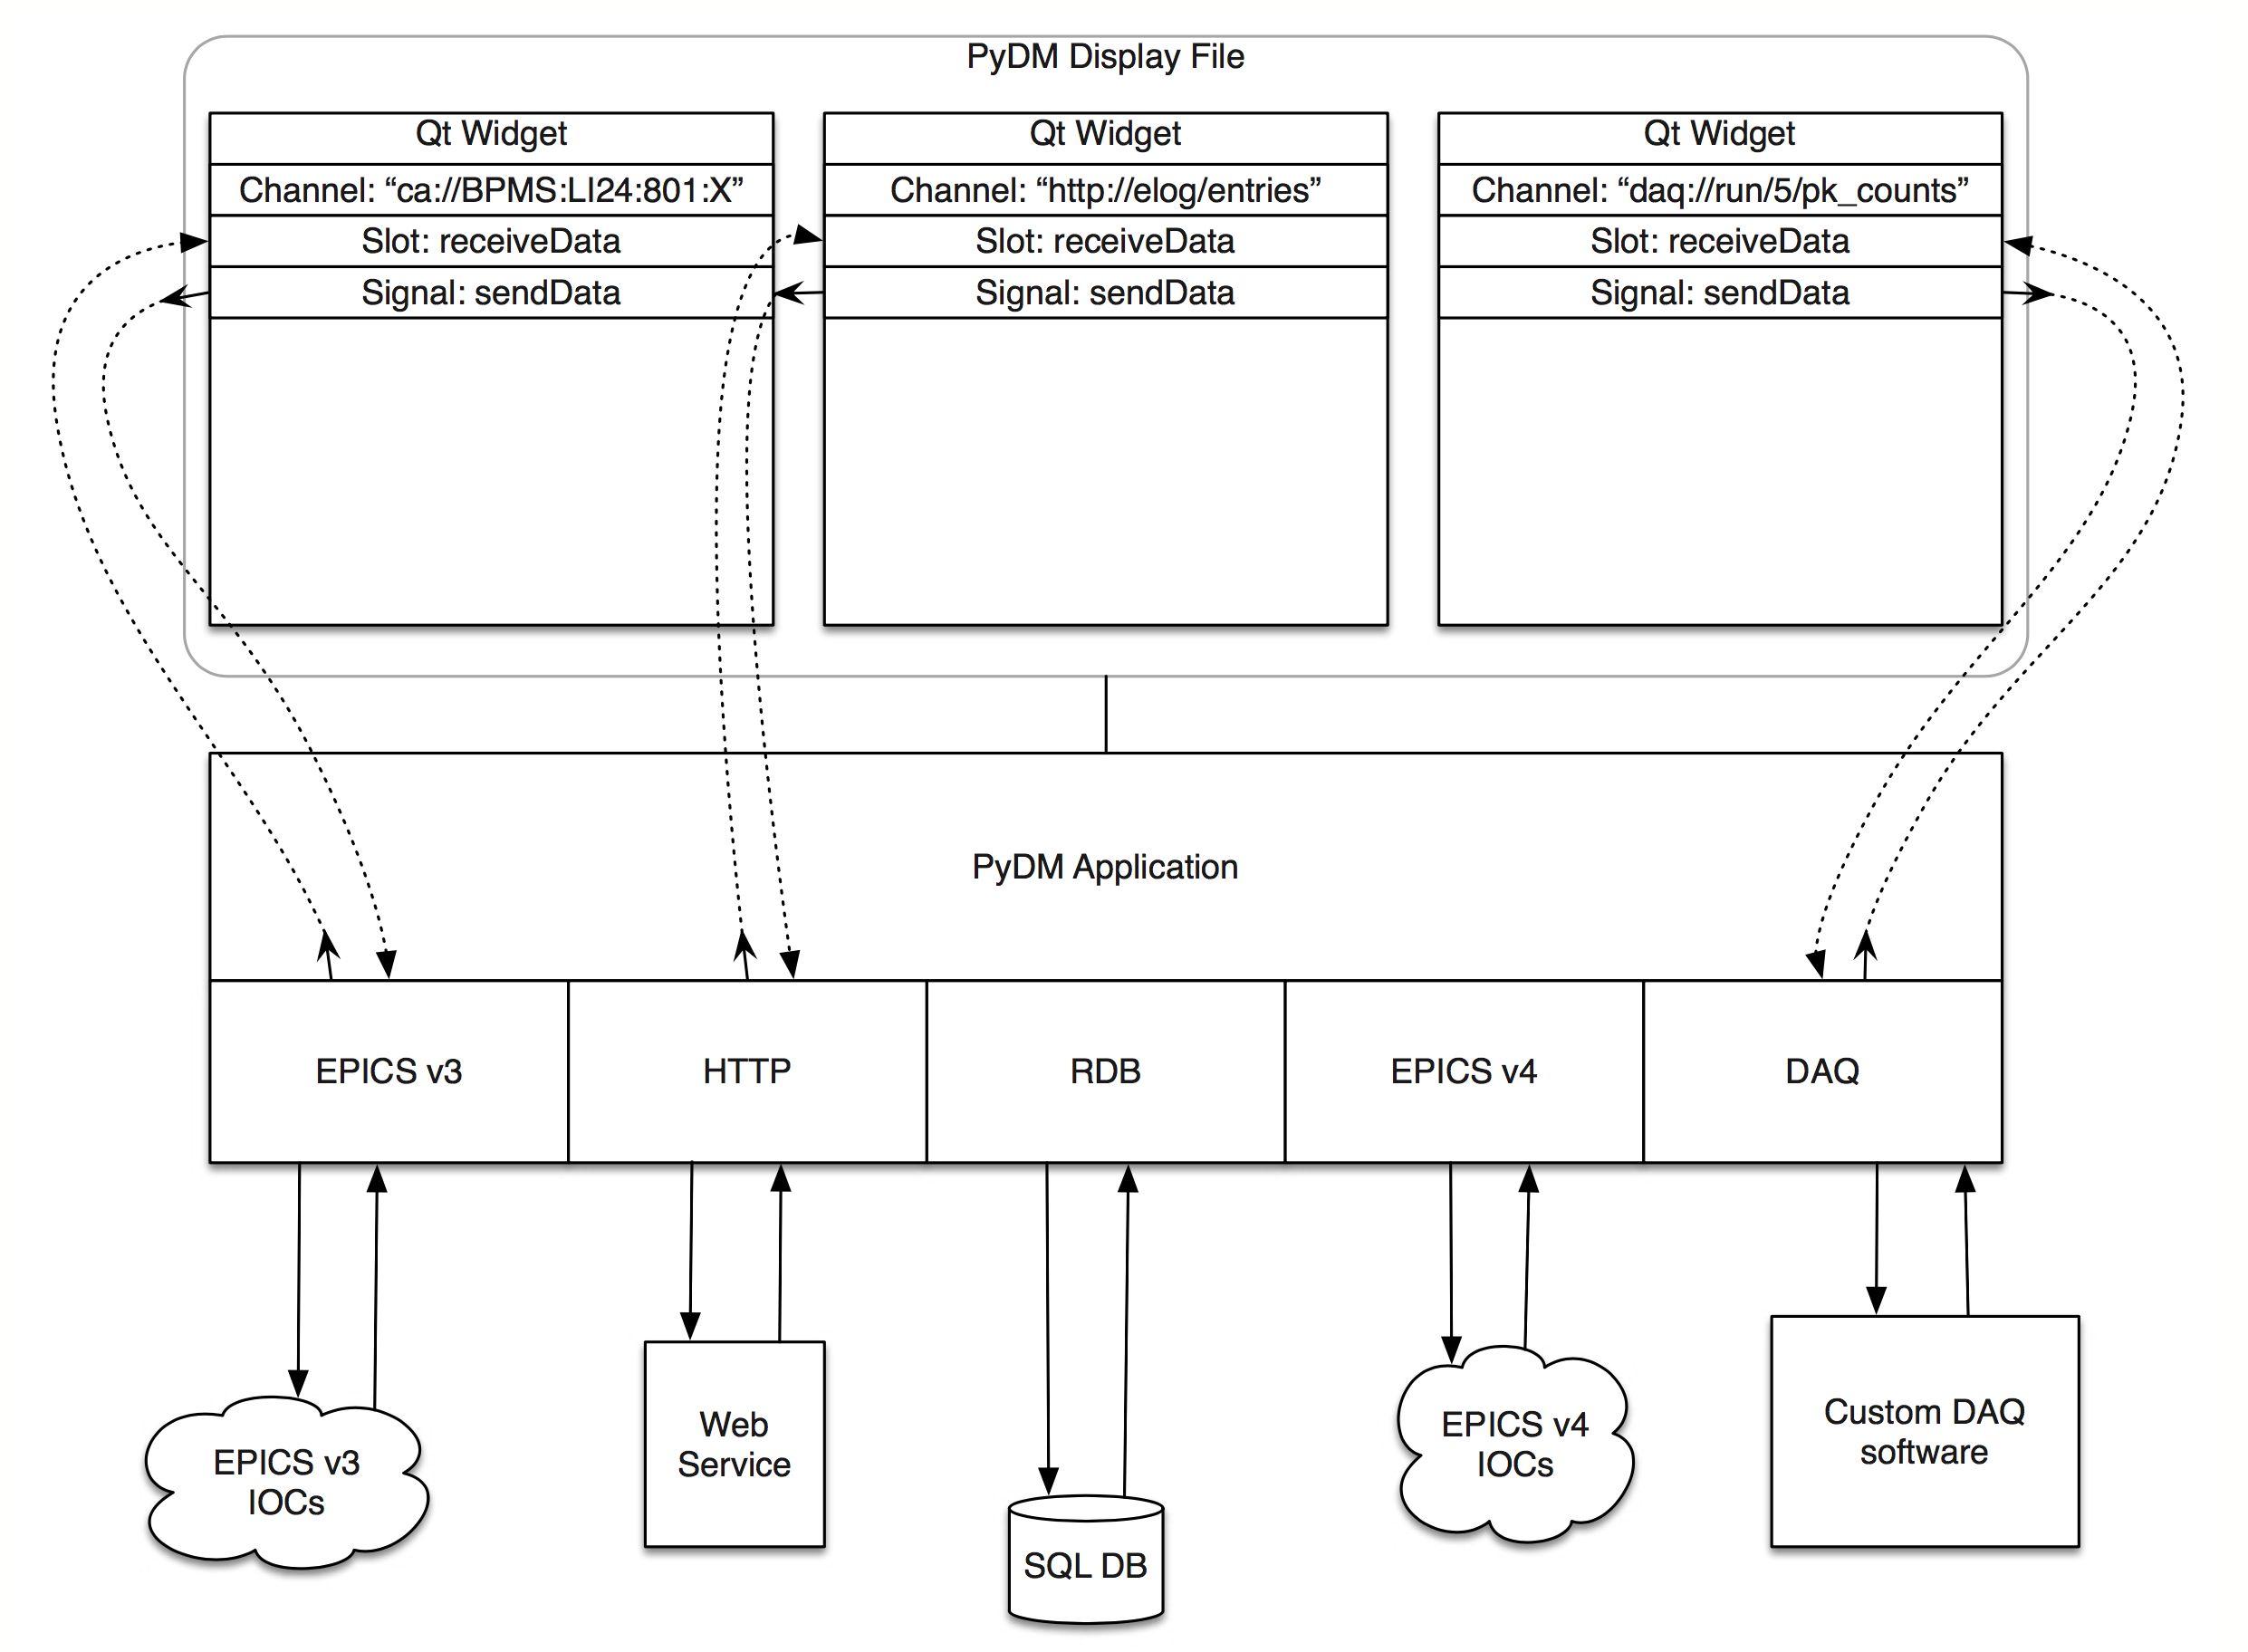 PyDM Display File
Qt Widget
Channel: “ca://BPMS:LI24:801:X”
Slot: receiveData
Signal: sendData
Qt Widget
Channel: “http://elog/entries”
Slot: receiveData
Signal: sendData
Qt Widget
Channel: “daq://run/5/pk_counts”
Slot: receiveData
Signal: sendData
PyDM Application
EPICS v3
HTTP
RDB
EPICS v4
DAQ
EPICS v3
IOCs
Web
Service
SQL DB
EPICS v4
IOCs
Custom DAQ
software